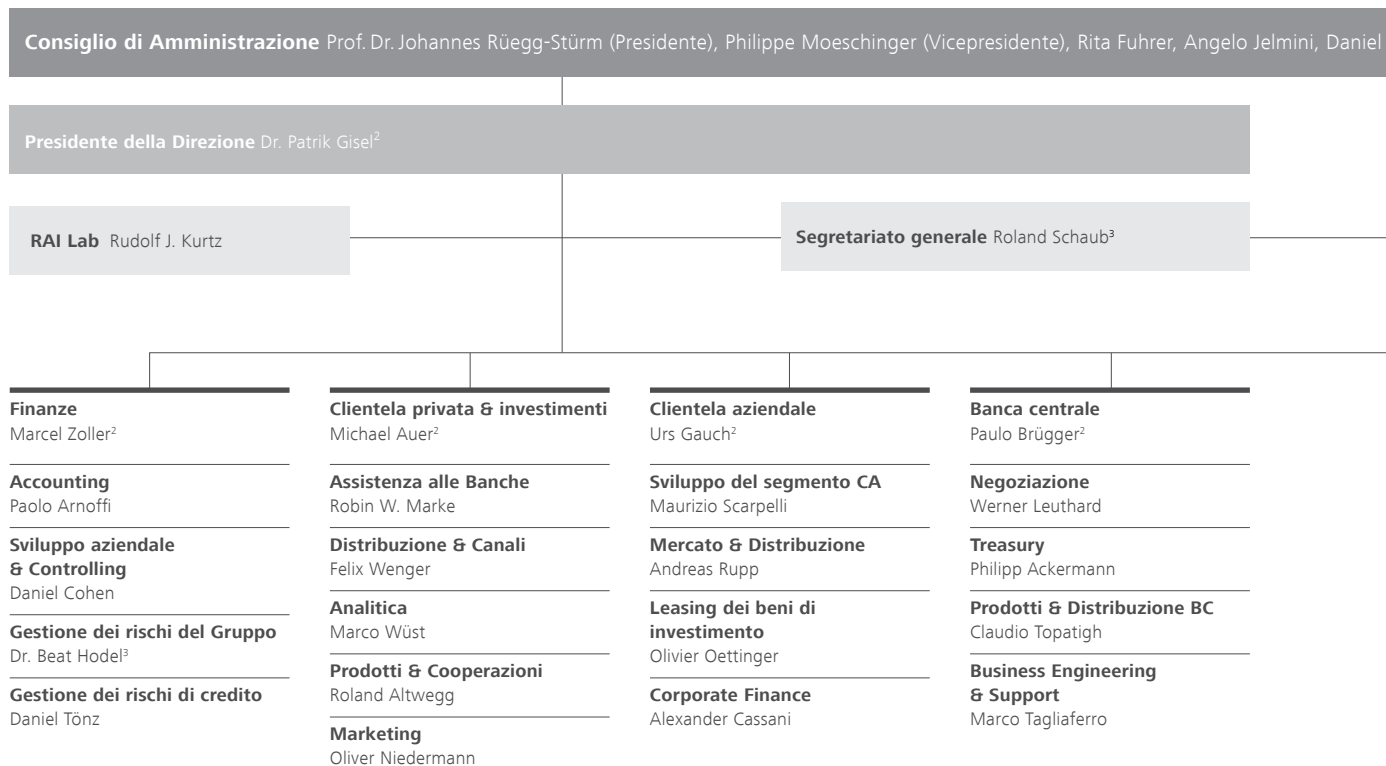 Consiglio di Amministrazione Prof. Dr. Johannes Rüegg-Stürm (Presidente), Philippe Moeschinger (Vicepresidente), Rita Fuhrer, Angelo Jelmini, Daniel
Presidente della Direzione Dr. Patrik Gisel²
RAI Lab Rudolf J. Kurtz
Segretariato generale Roland Schaub³
Finanze
Marcel Zoller²
Accounting
Paolo Arnoffi
Sviluppo aziendale
& Controlling
Daniel Cohen
Gestione dei rischi del Gruppo
Dr. Beat Hodel³
Gestione dei rischi di credito
Daniel Tönz
Clientela privata & investimenti
Michael Auer²
Assistenza alle Banche
Robin W. Marke
Distribuzione & Canali
Felix Wenger
Analitica
Marco Wüst
Prodotti & Cooperazioni
Roland Altwegg
Marketing
Oliver Niedermann
Clientela aziendale
Urs Gauch²
Sviluppo del segmento CA
Maurizio Scarpelli
Mercato & Distribuzione
Andreas Rupp
Leasing dei beni di
investimento
Olivier Oettinger
Corporate Finance
Alexander Cassani
Banca centrale
Paulo Brügger²
Negoziazione
Werner Leuthard
Treasury
Philipp Ackermann
Prodotti & Distribuzione BC
Claudio Topatigh
Business Engineering
& Support
Marco Tagliaferro